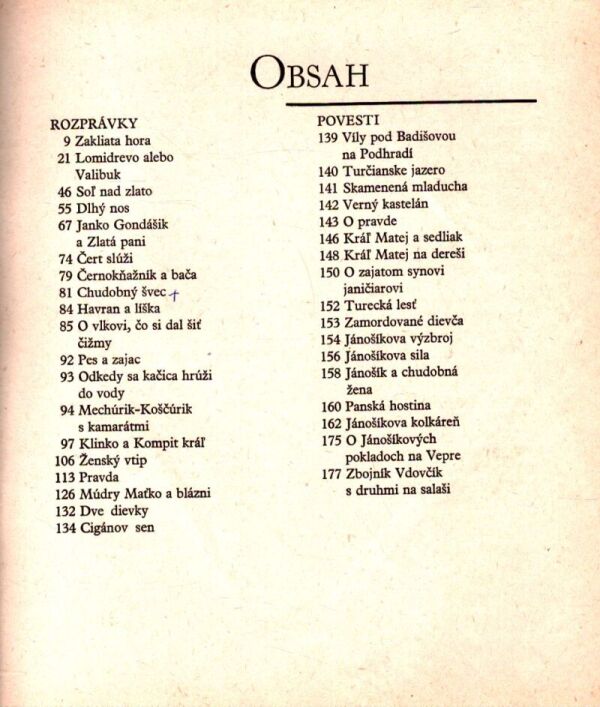 OBSAH
ROZPRÁVKY
9 Zakliata hora
21 Lomidrevo alebo
Valibuk
46 Soľ nad zlato
55 Dlhý nos
67 Janko Gondášik
a Zlatá pani
74 Čert slúži
79 Černokňažník a bača
81 Chudobný švec +
84 Havran a líška
85 O vlkovi, čo si dal šiť
čižmy
92 Pes a zajac
93 Odkedy sa kačica hrúži
do vody
94 Mechúrik-Koščúrik
s kamarátmi
97 Klinko a Kompit kráľ
106 Ženský vtip
113 Pravda
126 Múdry Maťko a blázni
132 Dve dievky
134 Cigánov sen
POVESTI
139 Víly pod Badišovou
na Podhradí
140 Turčianske jazero
141 Skamenená mladucha
142 Verný kastelán
143 O pravde
146 Kráľ Matej a sedliak
148 Kráľ Matej na dereši
150 O zajatom synovi
janičiarovi
152 Turecká lesť
153 Zamordované dievča
154 Jánošíkova výzbroj
156 Jánošíkova sila
158 Jánošík a chudobná
žena
160 Panská hostina
162 Jánošíkova kolkáreň
175 O Jánošíkových
pokladoch na Vepre
177 Zbojník Vdovčík
s druhmi na salaši